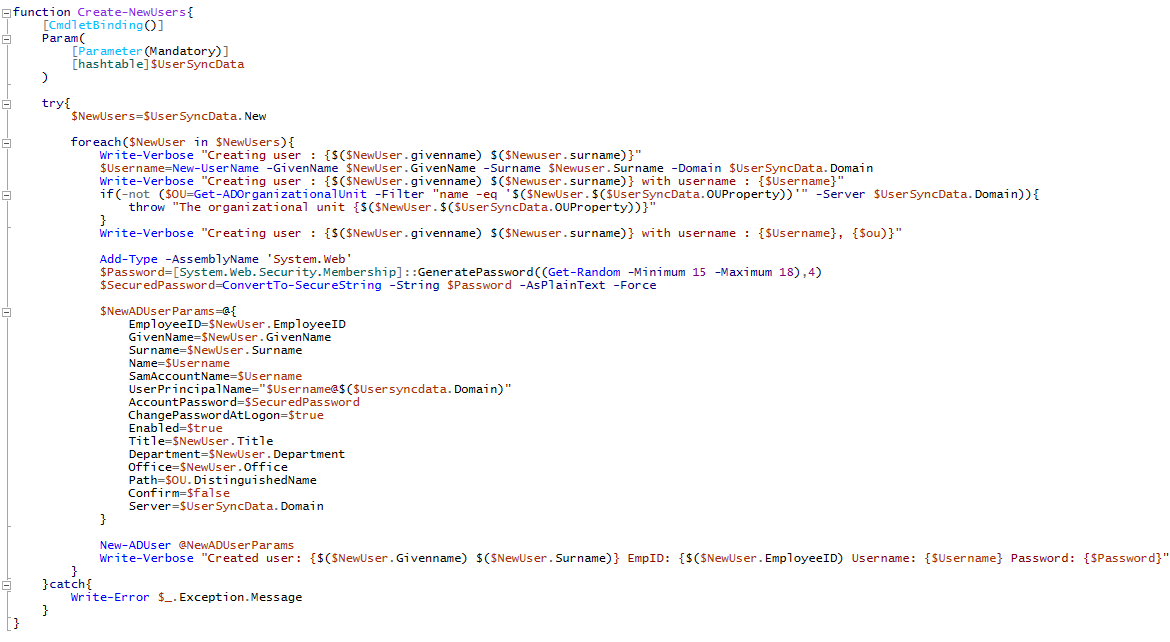 function Create-NewUsers{
    [CmdletBinding()]
    Param(
        [Parameter(Mandatory)]
        [hashtable]$UserSyncData
    )

    try{
        $NewUsers=$UserSyncData.New

        foreach($NewUser in $NewUsers){
            Write-Verbose "Creating user : {$($NewUser.givenname) $($Newuser.surname)}"
            $Username=New-UserName -GivenName $NewUser.GivenName -Surname $Newuser.Surname -Domain $UserSyncData.Domain
            Write-Verbose "Creating user : {$($NewUser.givenname) $($Newuser.surname)} with username : {$Username}"
            if(-not ($OU=Get-ADOrganizationalUnit -Filter "name -eq '$($NewUser.$($UserSyncData.OUProperty))'" -Server $UserSyncData.Domain)){
                throw "The organizational unit {$($NewUser.$($UserSyncData.OUProperty))}"
            }
            Write-Verbose "Creating user : {$($NewUser.givenname) $($Newuser.surname)} with username : {$Username}, {$ou)}"

            Add-Type -AssemblyName 'System.Web'
            $Password=[System.Web.Security.Membership]::GeneratePassword((Get-Random -Minimum 15 -Maximum 18),4)
            $SecuredPassword=ConvertTo-SecureString -String $Password -AsPlainText -Force

            $NewADUserParams=@{
                EmployeeID=$NewUser.EmployeeID
                GivenName=$NewUser.GivenName
                Surname=$NewUser.Surname
                Name=$Username
                SamAccountName=$Username
                UserPrincipalName="$Username@$($Usersyncdata.Domain)"
                AccountPassword=$SecuredPassword
                ChangePasswordAtLogon=$true
                Enabled=$true
                Title=$NewUser.Title
                Department=$NewUser.Department
                Office=$NewUser.Office
                Path=$OU.DistinguishedName
                Confirm=$false
                Server=$UserSyncData.Domain
            }

            New-ADUser @NewADUserParams
            Write-Verbose "Created user: {$($NewUser.Givenname) $($NewUser.Surname)} EmpID: {$($NewUser.EmployeeID) Username: {$Username} Password: {$Password}"
        }
    }catch{
        Write-Error $_.Exception.Message
    }
}